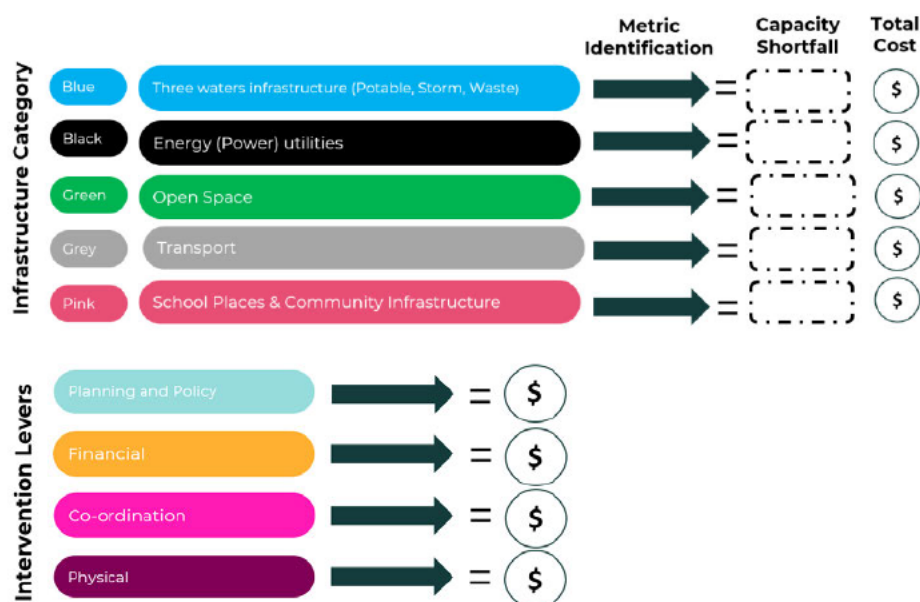 Metric
Identification
Capacity
Shortfall
Total
Cost
Infrastructure Category
Blue
Three waters infrastructure (Potable, Storm, Waste)
=
$
Black
Energy (Power) utilities
=
$
Green
Open Space
=
$
Grey
Transport
=
$
Pink
School Places & Community Infrastructure
=
$
Intervention Levers
Planning and Policy
=
$
Financial
=
$
Co-ordination
=
$
Physical
=
$